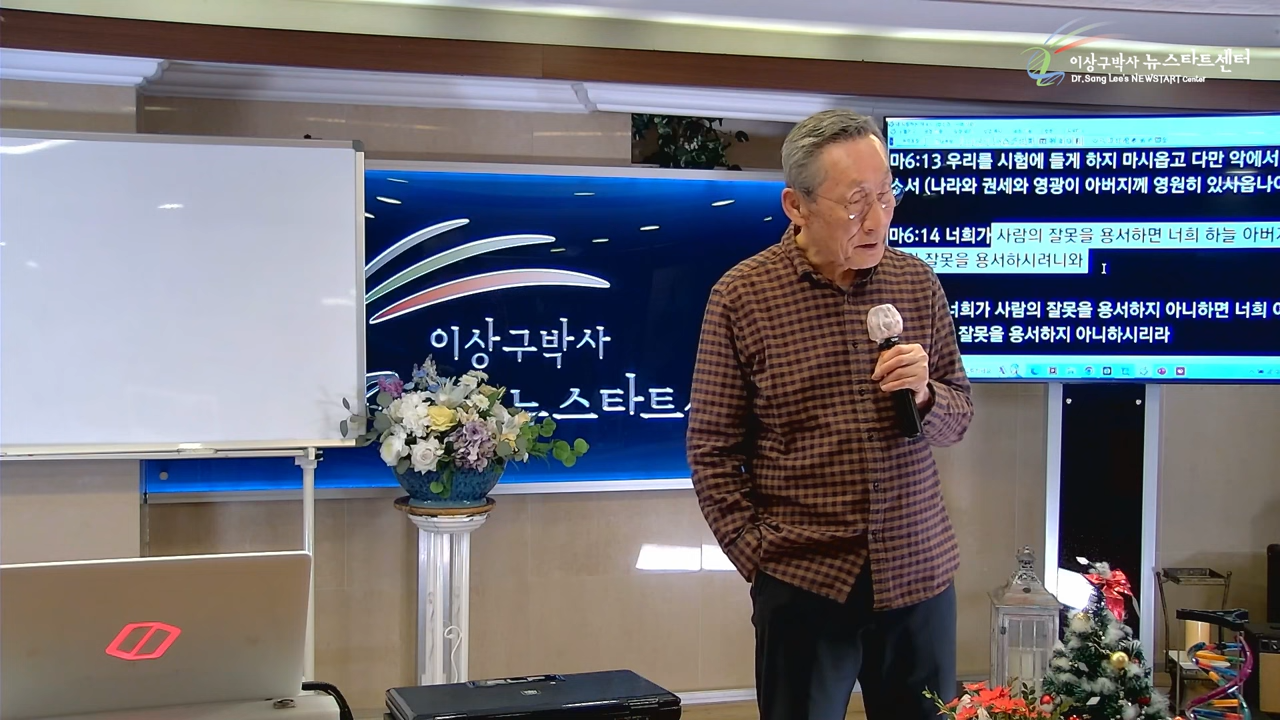 이상구박사 뉴스타트센터
Dr. Sang Lee's NEWSTART Center
마6:13 우리를 시험에 들게 하지 마시옵고 다만 악에서
서 (나라와 권세와 영광이 아버지께 영원히 있사옵나이
마6:14 너희가 사람의 잘못을 용서하면 너희 하늘
잘못을 용서하시려니와
너희가 사람의 잘못을 용서하지 아니하면 너희
잘못을 용서하지 아니하시리라
이상구박사
뉴스타트